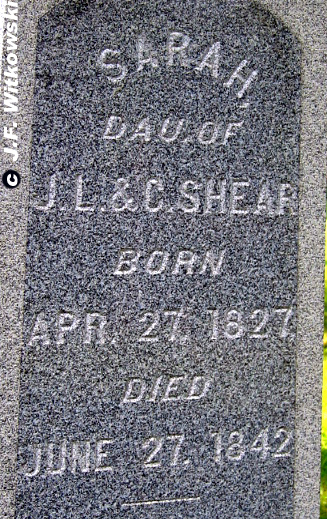 SARAH,
DAU. OF
J. L. & C. SHEAR
BORN
APR. 27. 1827.
DIED
JUNE 27. 1842
© J.F. Witkowski